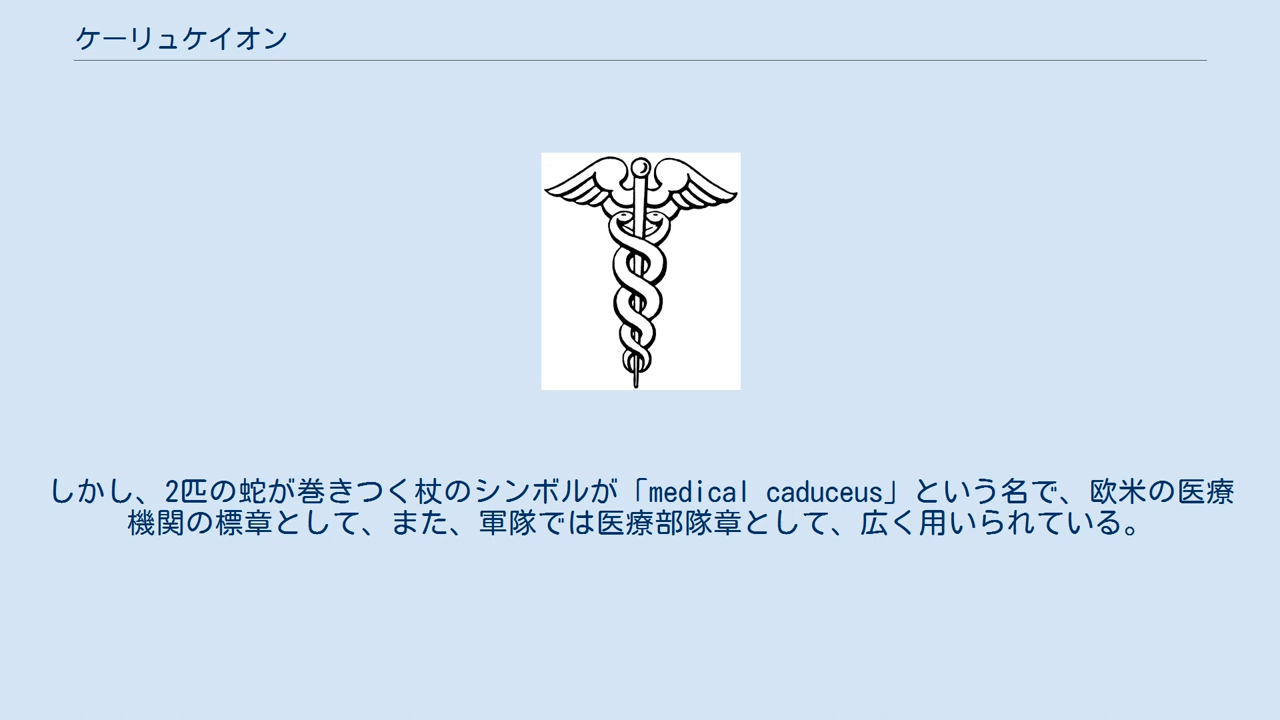 ケーリュケイオン
しかし、2匹の蛇が巻きつく杖のシンボルが「medical caduceus」という名で、欧米の医療
機関の標章として、また、軍隊では医療部隊章として、広く用いられている。